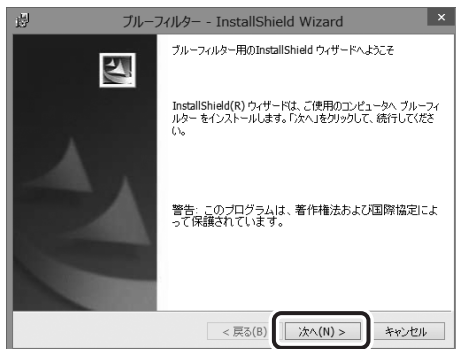 ブルーフィルター - InstallShield Wizard
ブルーフィルター用のInstallShield ウィザードへようこそ
InstallShield(R) ウィザードは、ご使用のコンピュータへ ブルーフィ
ルター をインストールします。「次へ」をクリックして、続行してくださ
い。
警告: このプログラムは、著作権法および国際協定によ
って保護されています。
< 戻る(B)
次へ(N) >
キャンセル